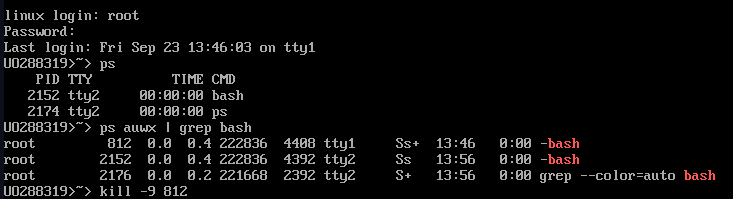 linux login: root
Password:
Last login: Fri Sep 23 13:46:03 on tty1
UO288319>~> ps
PID TTY TIME CMD
2152 tty2 00:00:00 bash
2174 tty2 00:00:00 ps
UO288319>~> ps auwx | grep bash
root 812 0.0 0.4 222836 4408 tty1 Ss+ 13:46 0:00 -bash
root 2152 0.0 0.4 222836 4392 tty2 Ss 13:56 0:00 -bash
root 2176 0.0 0.2 221668 2392 tty2 S+ 13:56 0:00 grep --color=auto bash
UO288319>~> kill -9 812